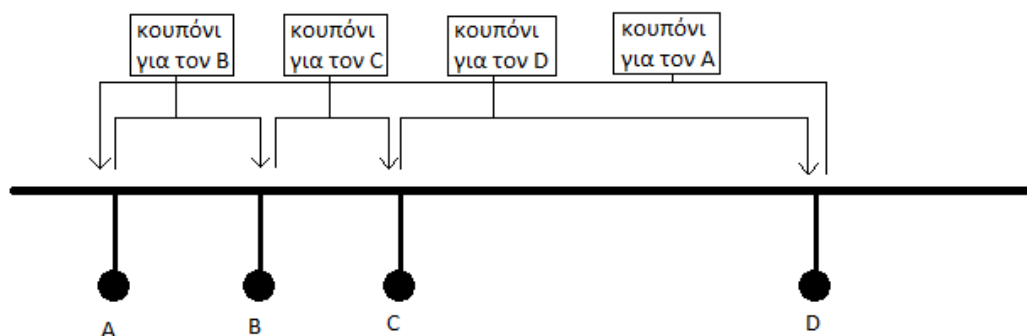 κουπόνι
για τον B
κουπόνι
για τον C
κουπόνι
για τον D
κουπόνι
για τον A
A
B
C
D